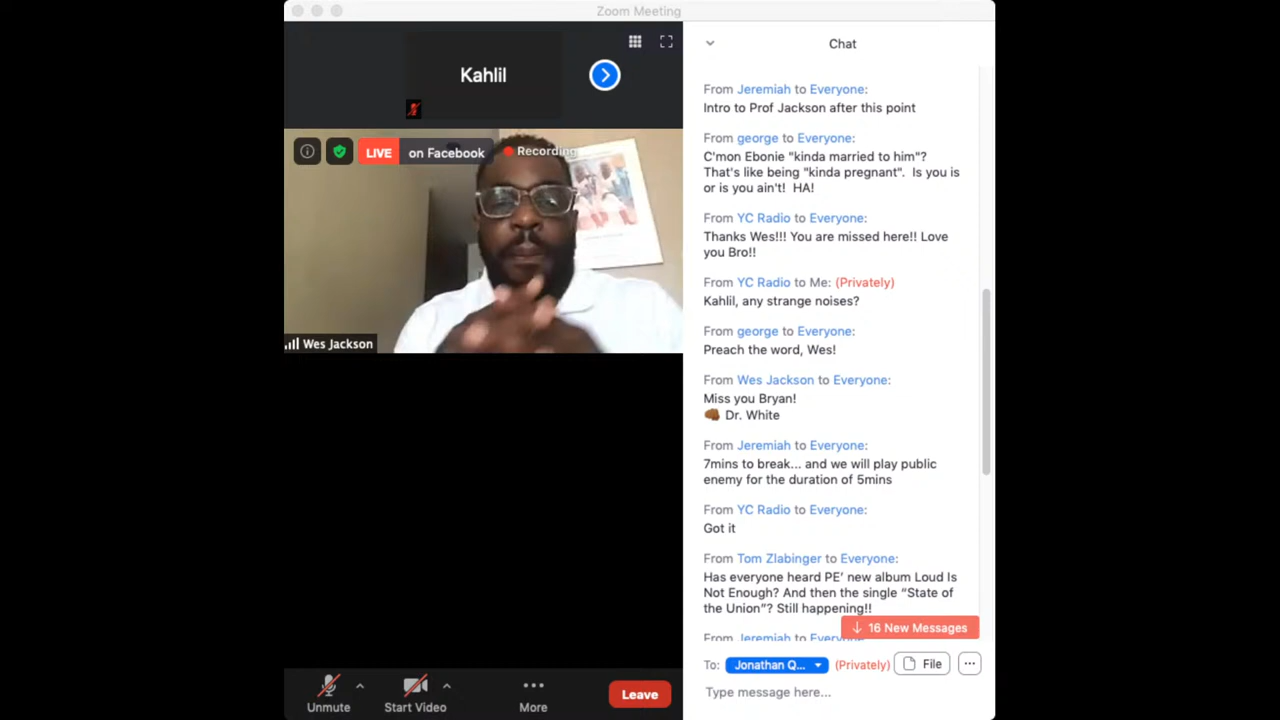 Zoom Meeting
Kahlil
LIVE on Facebook Recording
Wes Jackson
Unmute
Start Video
More
Leave
Chat
From Jeremiah to Everyone:
Intro to Prof Jackson after this point
From george to Everyone:
C'mon Ebonie "kinda married to him"?
That's like being "kinda pregnant". Is you is
or is you ain't! HA!
From YC Radio to Everyone:
Thanks Wes!!! You are missed here!! Love
you Bro!!
From YC Radio to Me: (Privately)
Kahlil, any strange noises?
From george to Everyone:
Preach the word, Wes!
From Wes Jackson to Everyone:
Miss you Bryan!
👊🏾 Dr. White
From Jeremiah to Everyone:
7mins to break... and we will play public
enemy for the duration of 5mins
From YC Radio to Everyone:
Got it
From Tom Zlabinger to Everyone:
Has everyone heard PE’ new album Loud Is
Not Enough? And then the single “State of
the Union”? Still happening!!
↓ 16 New Messages
From Jeremiah to Everyone:
To: Jonathan Q... (Privately) File ...
Type message here...